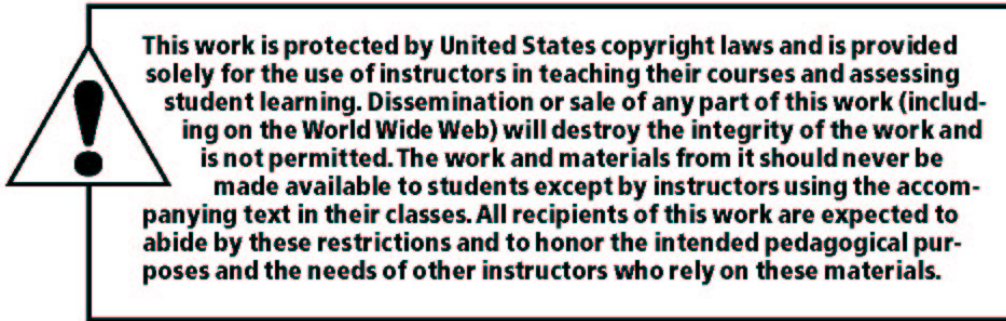 This work is protected by United States copyright laws and is provided
solely for the use of instructors in teaching their courses and assessing
student learning. Dissemination or sale of any part of this work (includ-
ing on the World Wide Web) will destroy the integrity of the work and
is not permitted. The work and materials from it should never be
made available to students except by instructors using the accom-
panying text in their classes. All recipients of this work are expected to
abide by these restrictions and to honor the intended pedagogical pur-
poses and the needs of other instructors who rely on these materials.